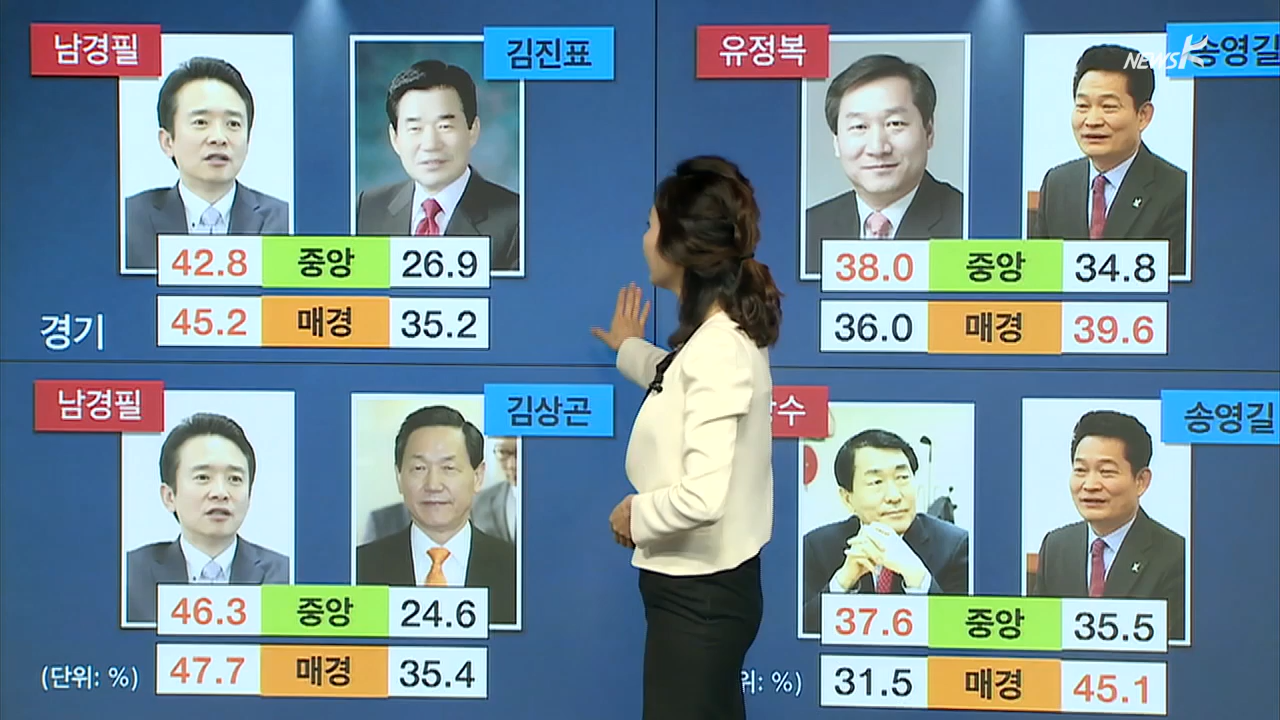 남경필
김진표
42.8 중앙 26.9
45.2 매경 35.2
경기
유정복
송영길
NEWS K
38.0 중앙 34.8
36.0 매경 39.6
남경필
김상곤
46.3 중앙 24.6
47.7 매경 35.4
(단위: %)
수
송영길
37.6 중앙 35.5
31.5 매경 45.1
위: %)